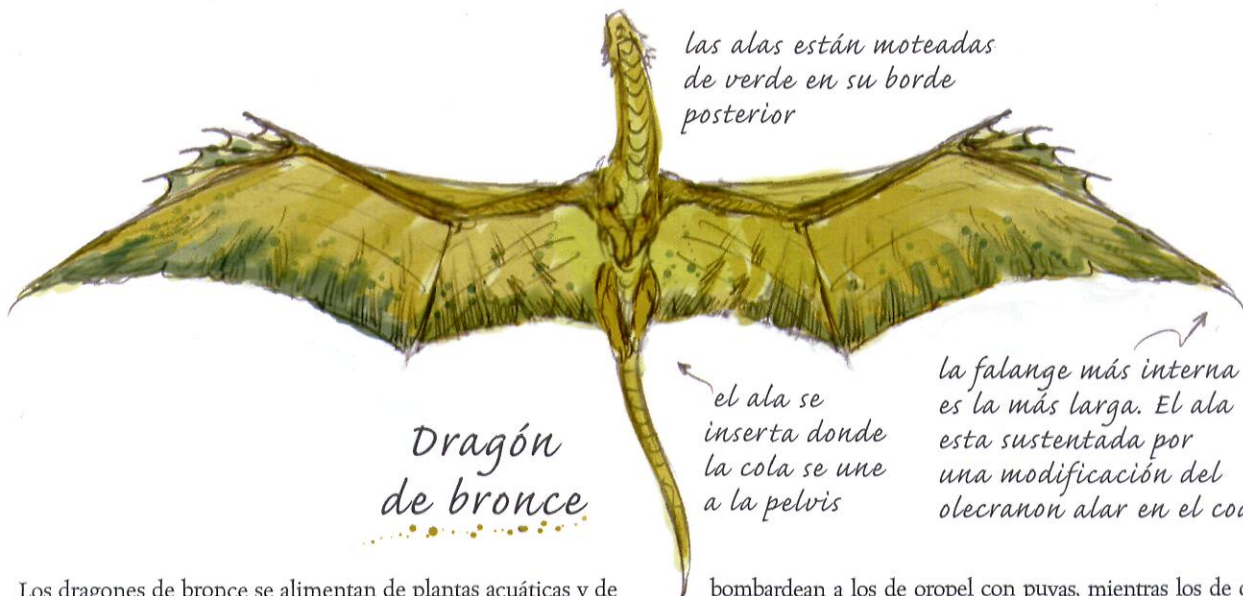 las alas están moteadas
de verde en su borde
posterior
la falange más interna
es la más larga. El ala
esta sustentada por
una modificación del
olecranon alar en el
el ala se
inserta donde
la cola se une
a la pelvis
Dragón
de bronce
Los dragones de bronce se alimentan de plantas acuáticas y de
bombardean a los de oropel con puyas, mientras los de